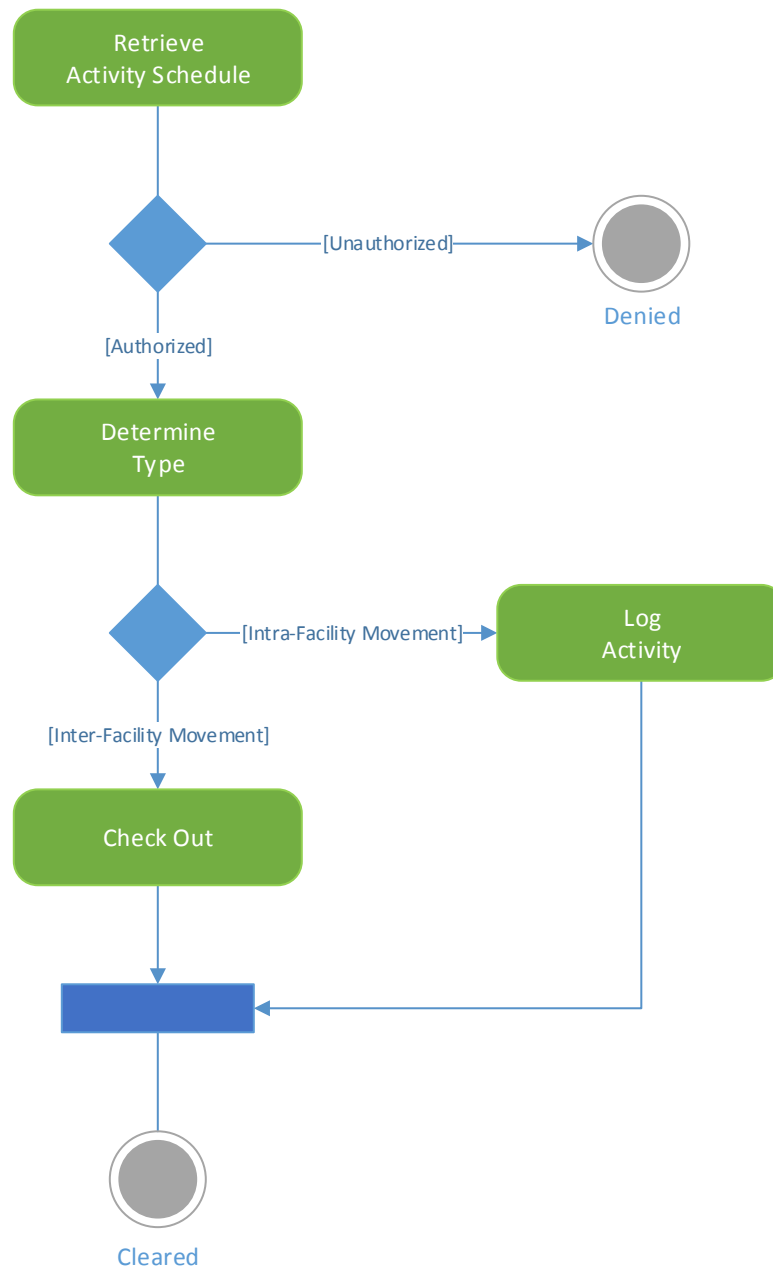 Retrieve
Activity Schedule
[Unauthorized]
Denied
[Authorized]
Determine
Type
[Intra-Facility Movement]
Log
Activity
[Inter-Facility Movement]
Check Out
Cleared